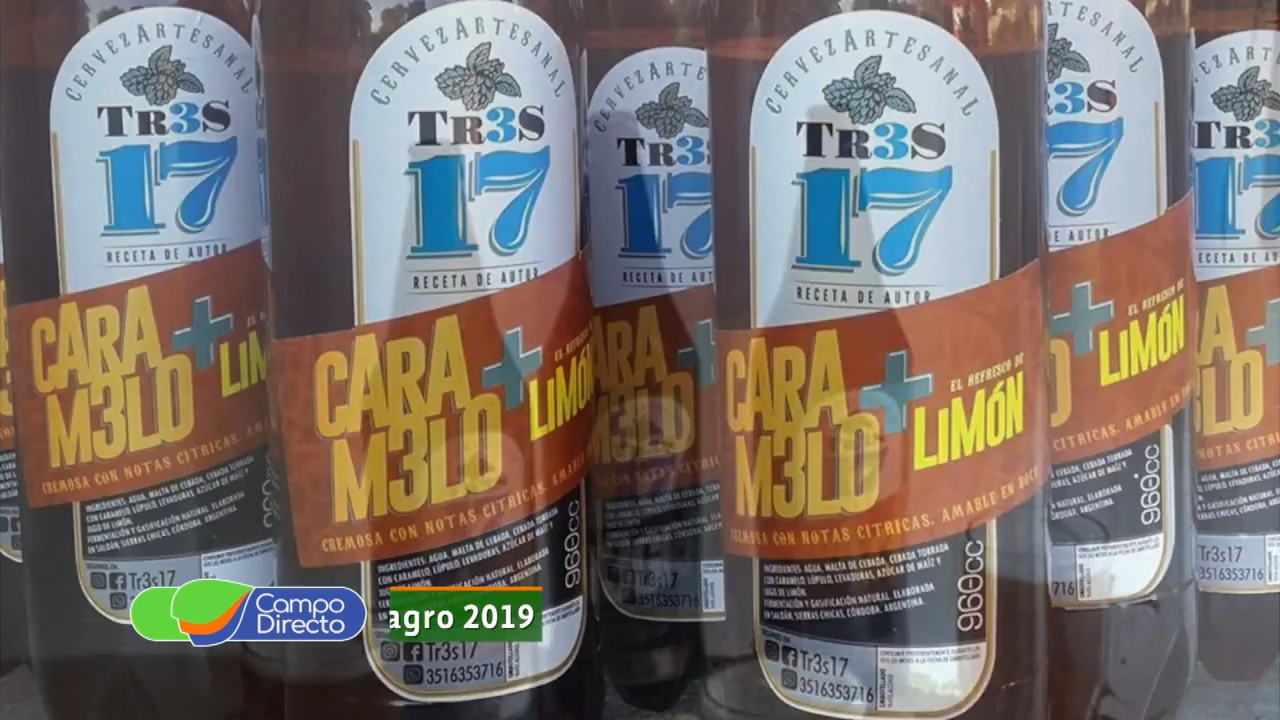 CERVEZARTESANAL
TR3S
17
RECETA DE AUTOR
CARA
M3LO
+
EL REFRESCO DE
LIMÓN
CREMOSA CON NOTAS CITRICAS. AMABLE EN BOCA
INGREDIENTES: AGUA, MALTA DE CEBADA, CEBADA TORRADA
CON CARAMELO, LÚPULO, LEVADURAS, AZÚCAR DE MAÍZ Y
JUGO DE LIMÓN.
FERMENTACIÓN Y GASIFICACIÓN NATURAL. ELABORADA
EN SALDÁN, SIERRAS CHICAS, CÓRDOBA, ARGENTINA.
960cc
Tr3s17
3516353716
Campo
Directo
agro 2019